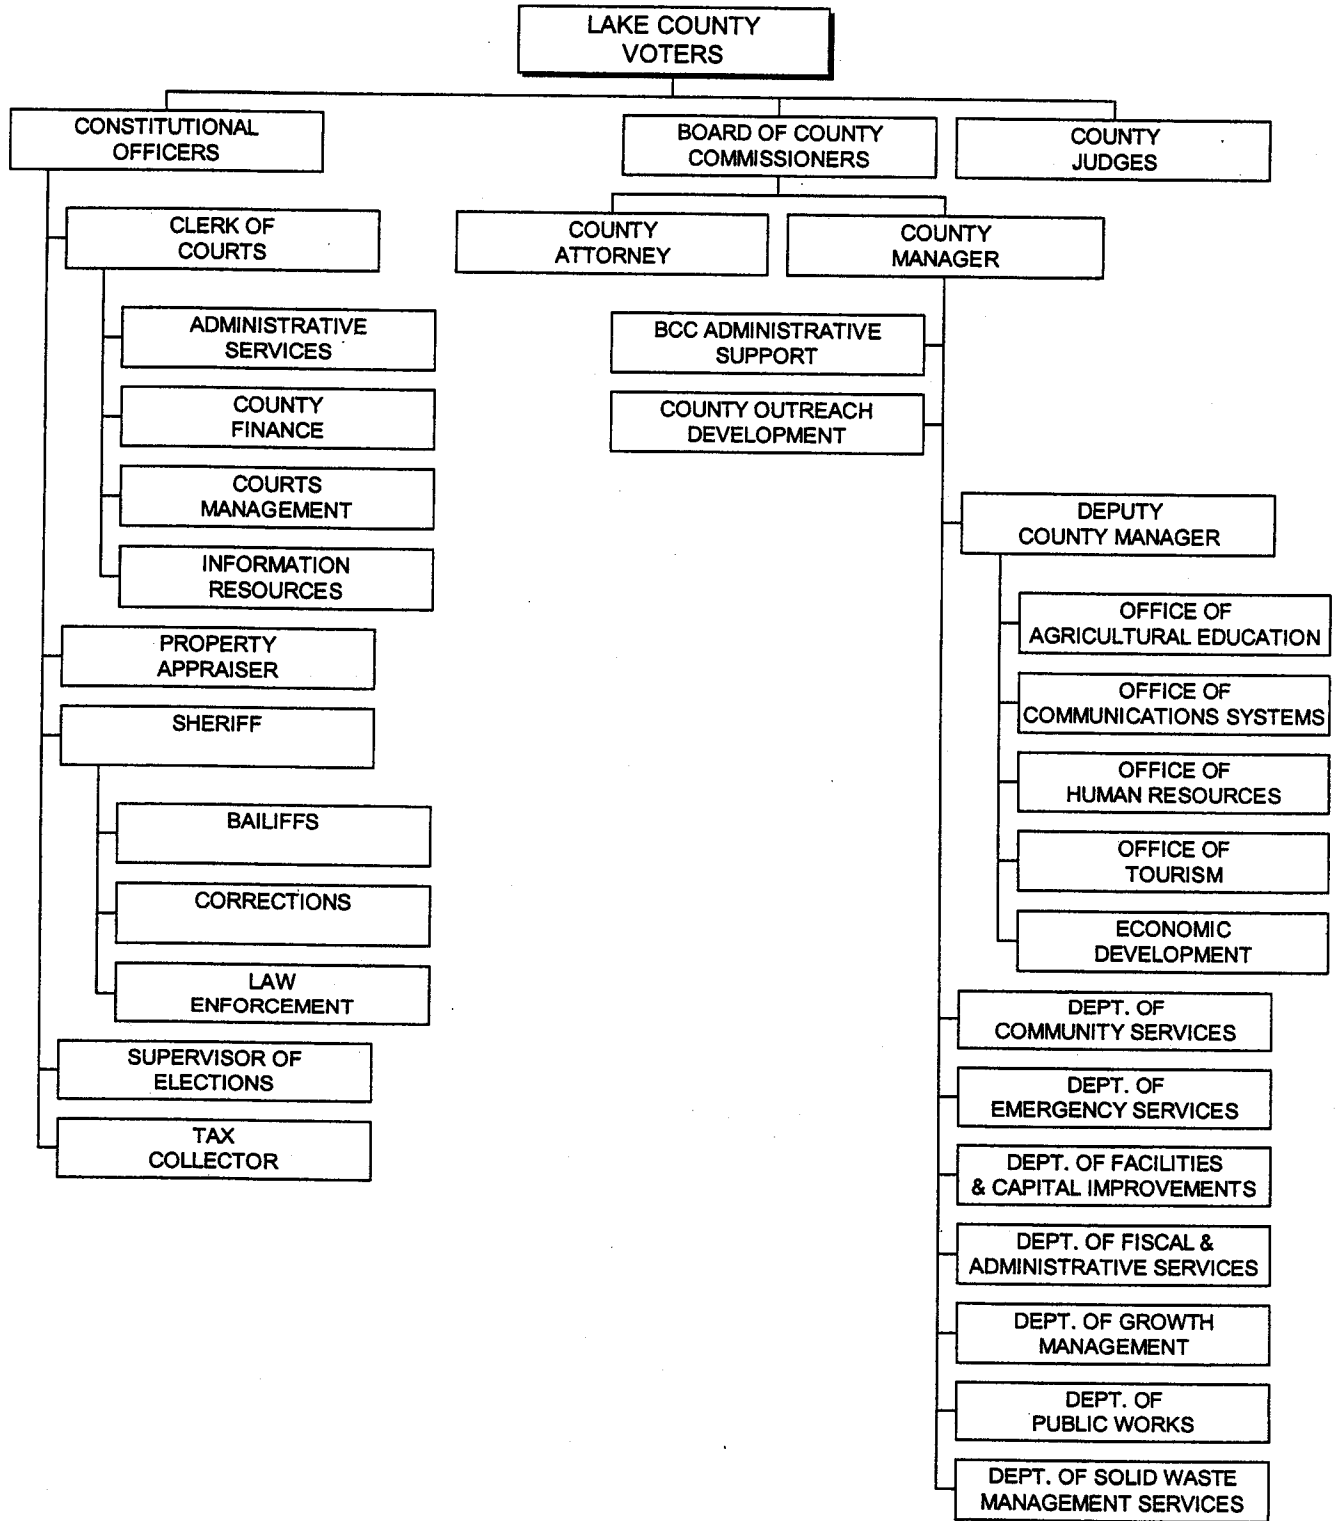 LAKE COUNTY
VOTERS
CONSTITUTIONAL
OFFICERS
BOARD OF COUNTY
COMMISSIONERS
COUNTY
JUDGES
CLERK OF
COURTS
COUNTY
ATTORNEY
COUNTY
MANAGER
ADMINISTRATIVE
SERVICES
BCC ADMINISTRATIVE
SUPPORT
COUNTY
FINANCE
COUNTY OUTREACH
DEVELOPMENT
COURTS
MANAGEMENT
DEPUTY
COUNTY MANAGER
INFORMATION
RESOURCES
OFFICE OF
AGRICULTURAL EDUCATION
PROPERTY
APPRAISER
OFFICE OF
COMMUNICATIONS SYSTEMS
SHERIFF
OFFICE OF
HUMAN RESOURCES
BAILIFFS
OFFICE OF
TOURISM
CORRECTIONS
ECONOMIC
DEVELOPMENT
LAW
ENFORCEMENT
DEPT. OF
COMMUNITY SERVICES
SUPERVISOR OF
ELECTIONS
DEPT. OF
EMERGENCY SERVICES
TAX
COLLECTOR
DEPT. OF FACILITIES
& CAPITAL IMPROVEMENTS
DEPT. OF FISCAL &
ADMINISTRATIVE SERVICES
DEPT. OF GROWTH
MANAGEMENT
DEPT. OF
PUBLIC WORKS
DEPT. OF SOLID WASTE
MANAGEMENT SERVICES